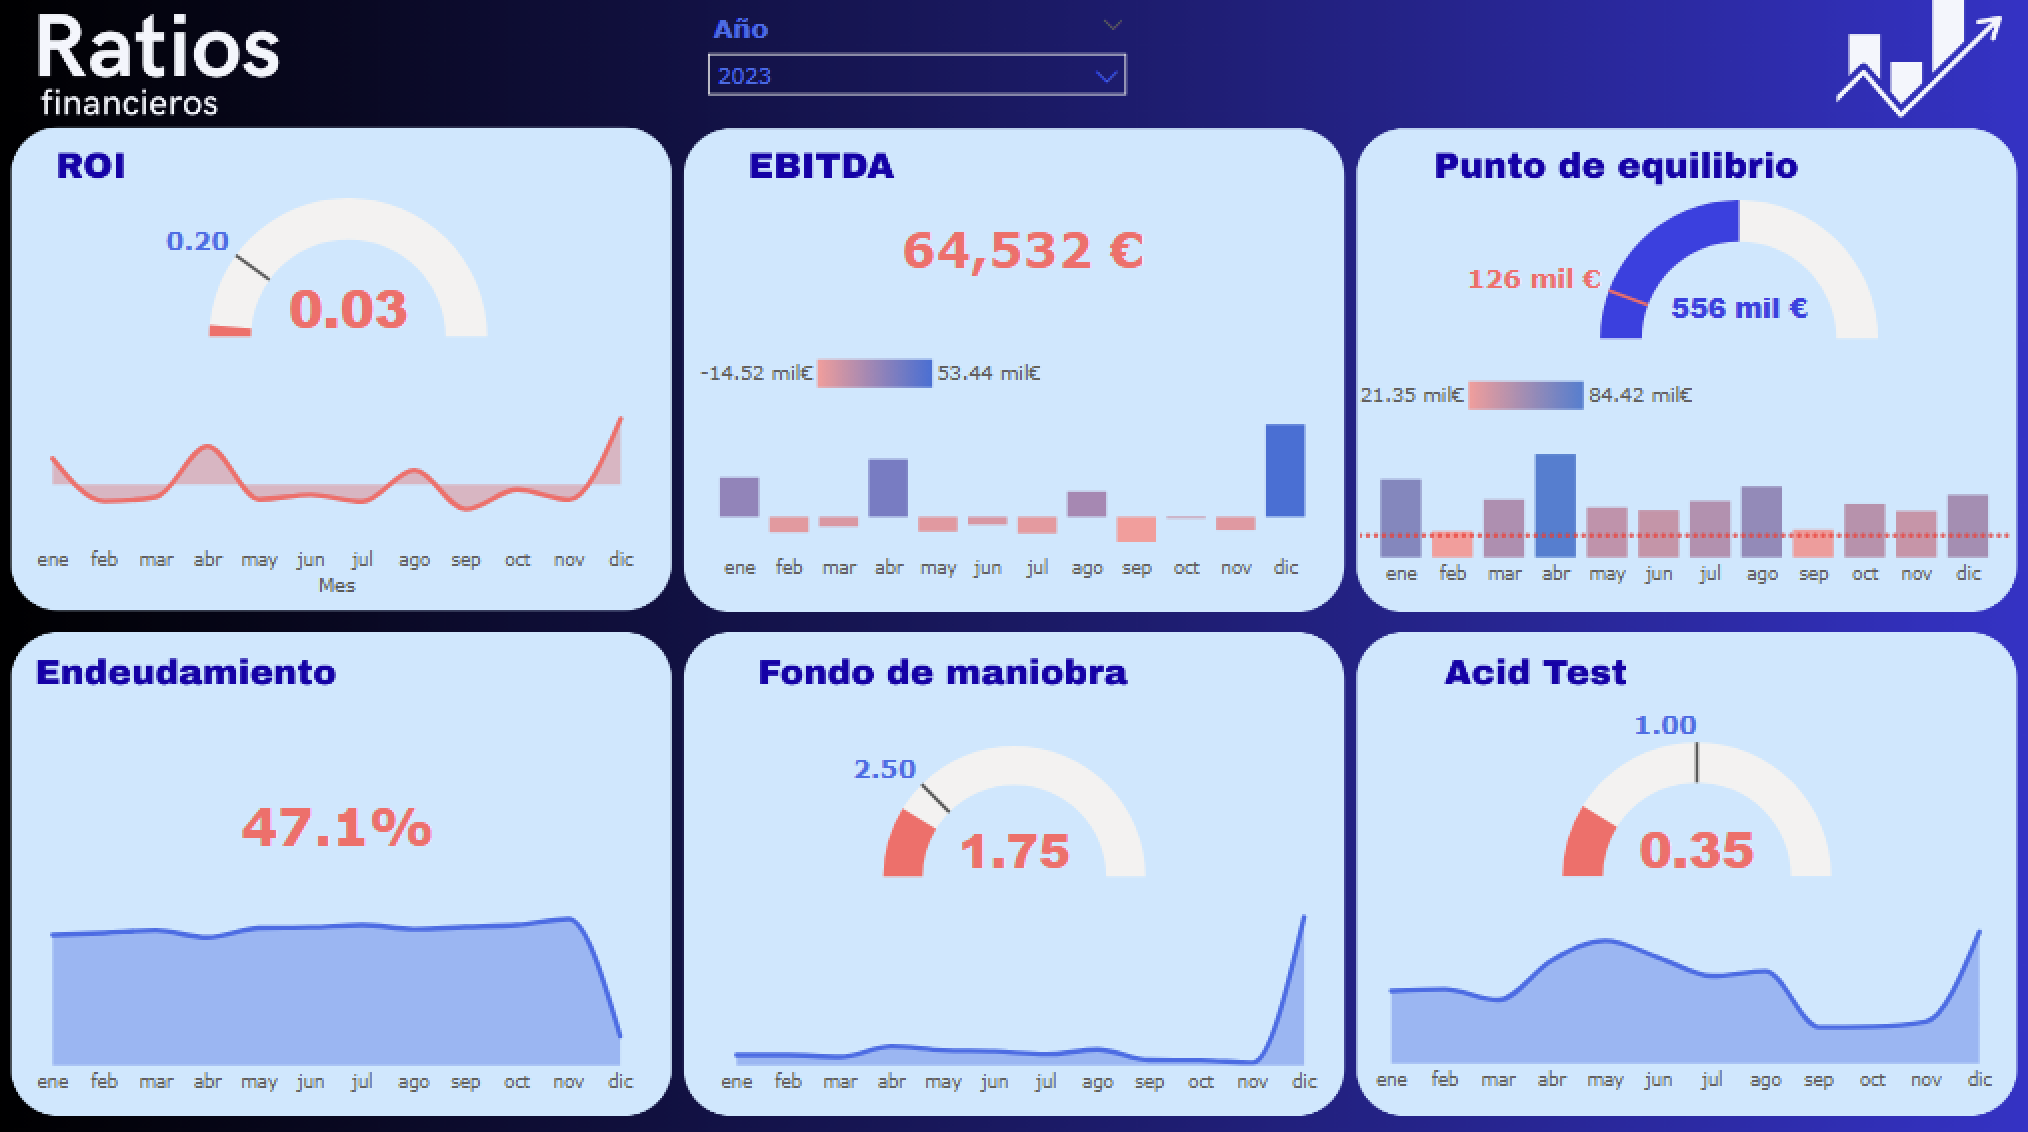 Ratios
financieros
Año
2023
ROI
0.20
0.03
ene feb mar abr may jun jul ago sep oct nov dic
Mes
EBITDA
64,532 €
-14.52 mil€ 53.44 mil€
ene feb mar abr may jun jul ago sep oct nov dic
Punto de equilibrio
126 mil €
556 mil €
21.35 mil€ 84.42 mil€
ene feb mar abr may jun jul ago sep oct nov dic
Endeudamiento
47.1%
ene feb mar abr may jun jul ago sep oct nov dic
Fondo de maniobra
2.50
1.75
ene feb mar abr may jun jul ago sep oct nov dic
Acid Test
1.00
0.35
ene feb mar abr may jun jul ago sep oct nov dic